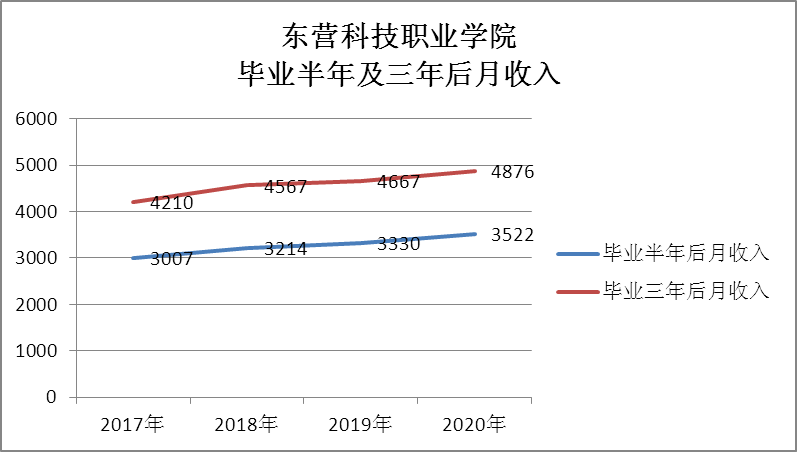 东营科技职业学院
毕业半年及三年后月收入
6000
5000
4000
3000
2000
1000
0
4210
4567
4667
4876
3007
3214
3330
3522
2017年
2018年
2019年
2020年
毕业半年后月收入
毕业三年后月收入